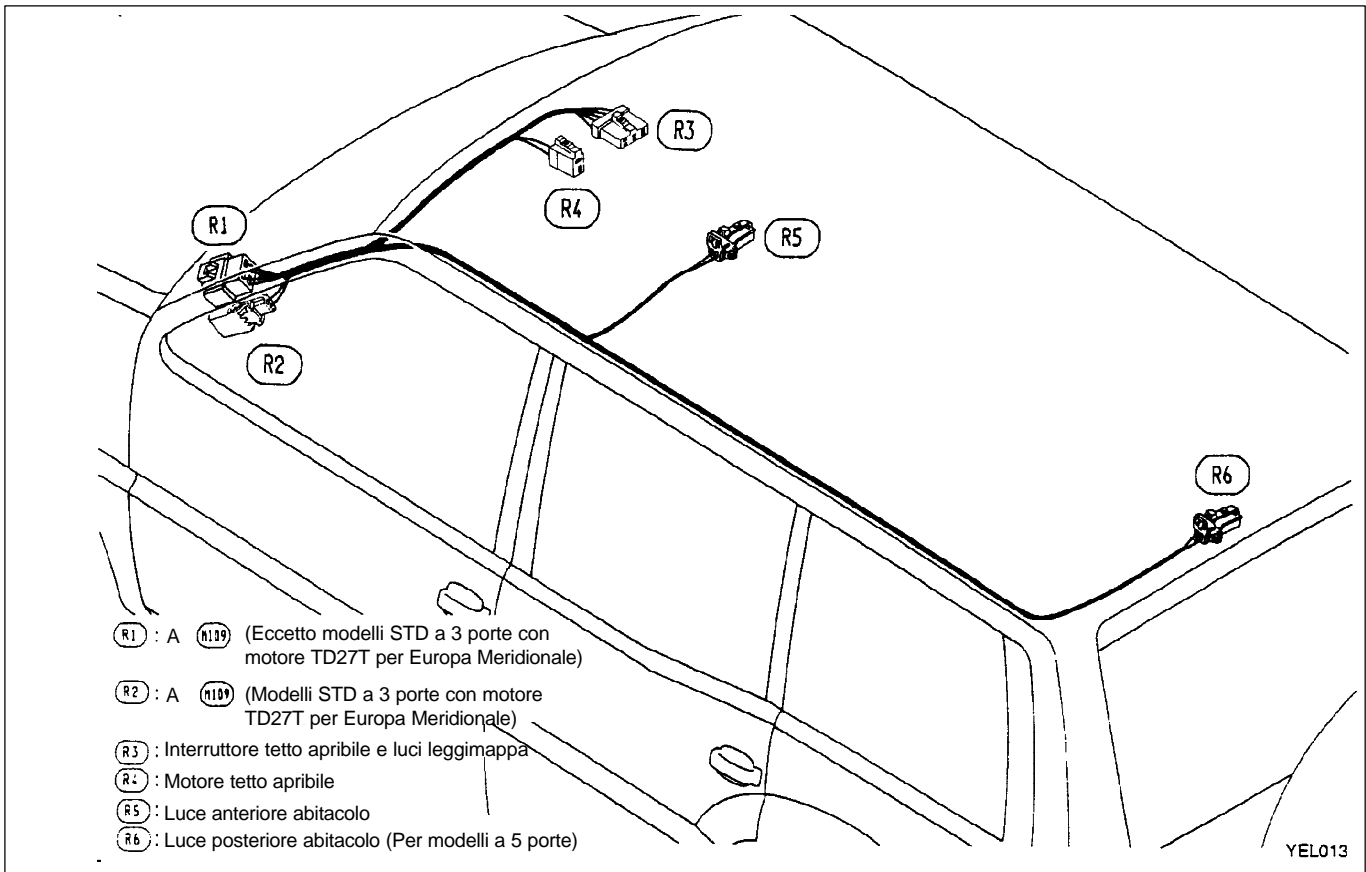 R3
R4
R5
R1
R2
R6
R1 : A M109 (Eccetto modelli STD a 3 porte con
motore TD27T per Europa Meridionale)
R2 : A M109 (Modelli STD a 3 porte con motore
TD27T per Europa Meridionale)
R3 : Interruttore tetto apribile e luci leggimappa
R4 : Motore tetto apribile
R5 : Luce anteriore abitacolo
R6 : Luce posteriore abitacolo (Per modelli a 5 porte)
YEL013